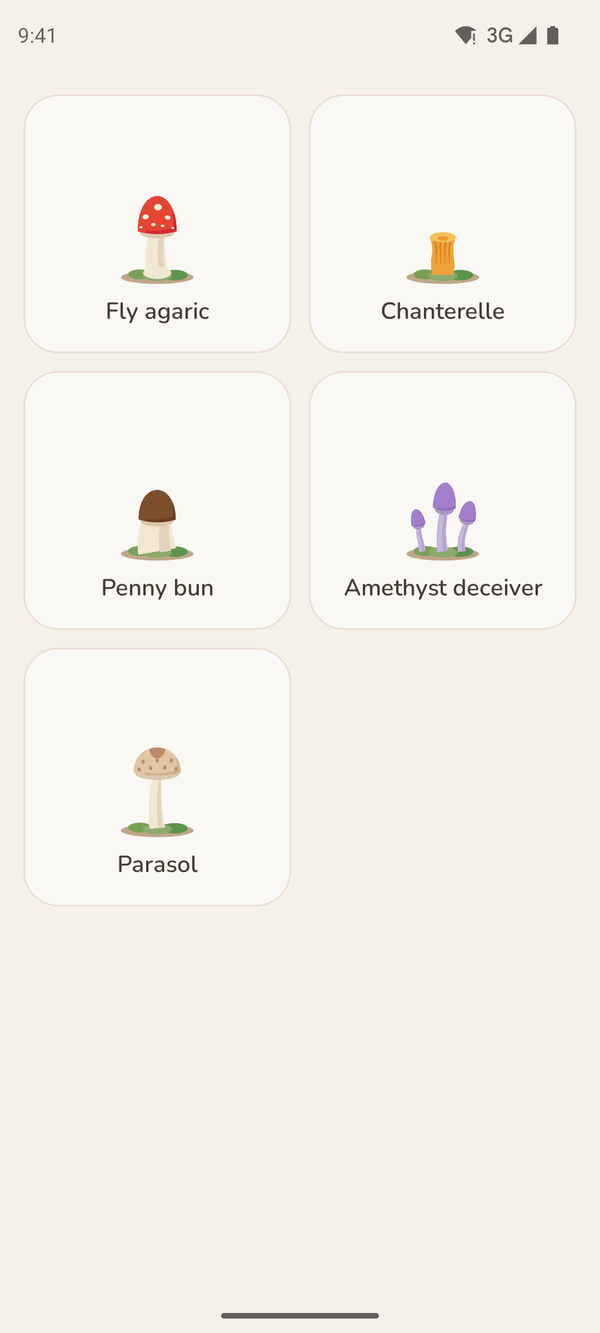 9:41
3G
Fly agaric
Chanterelle
Penny bun
Amethyst deceiver
Parasol